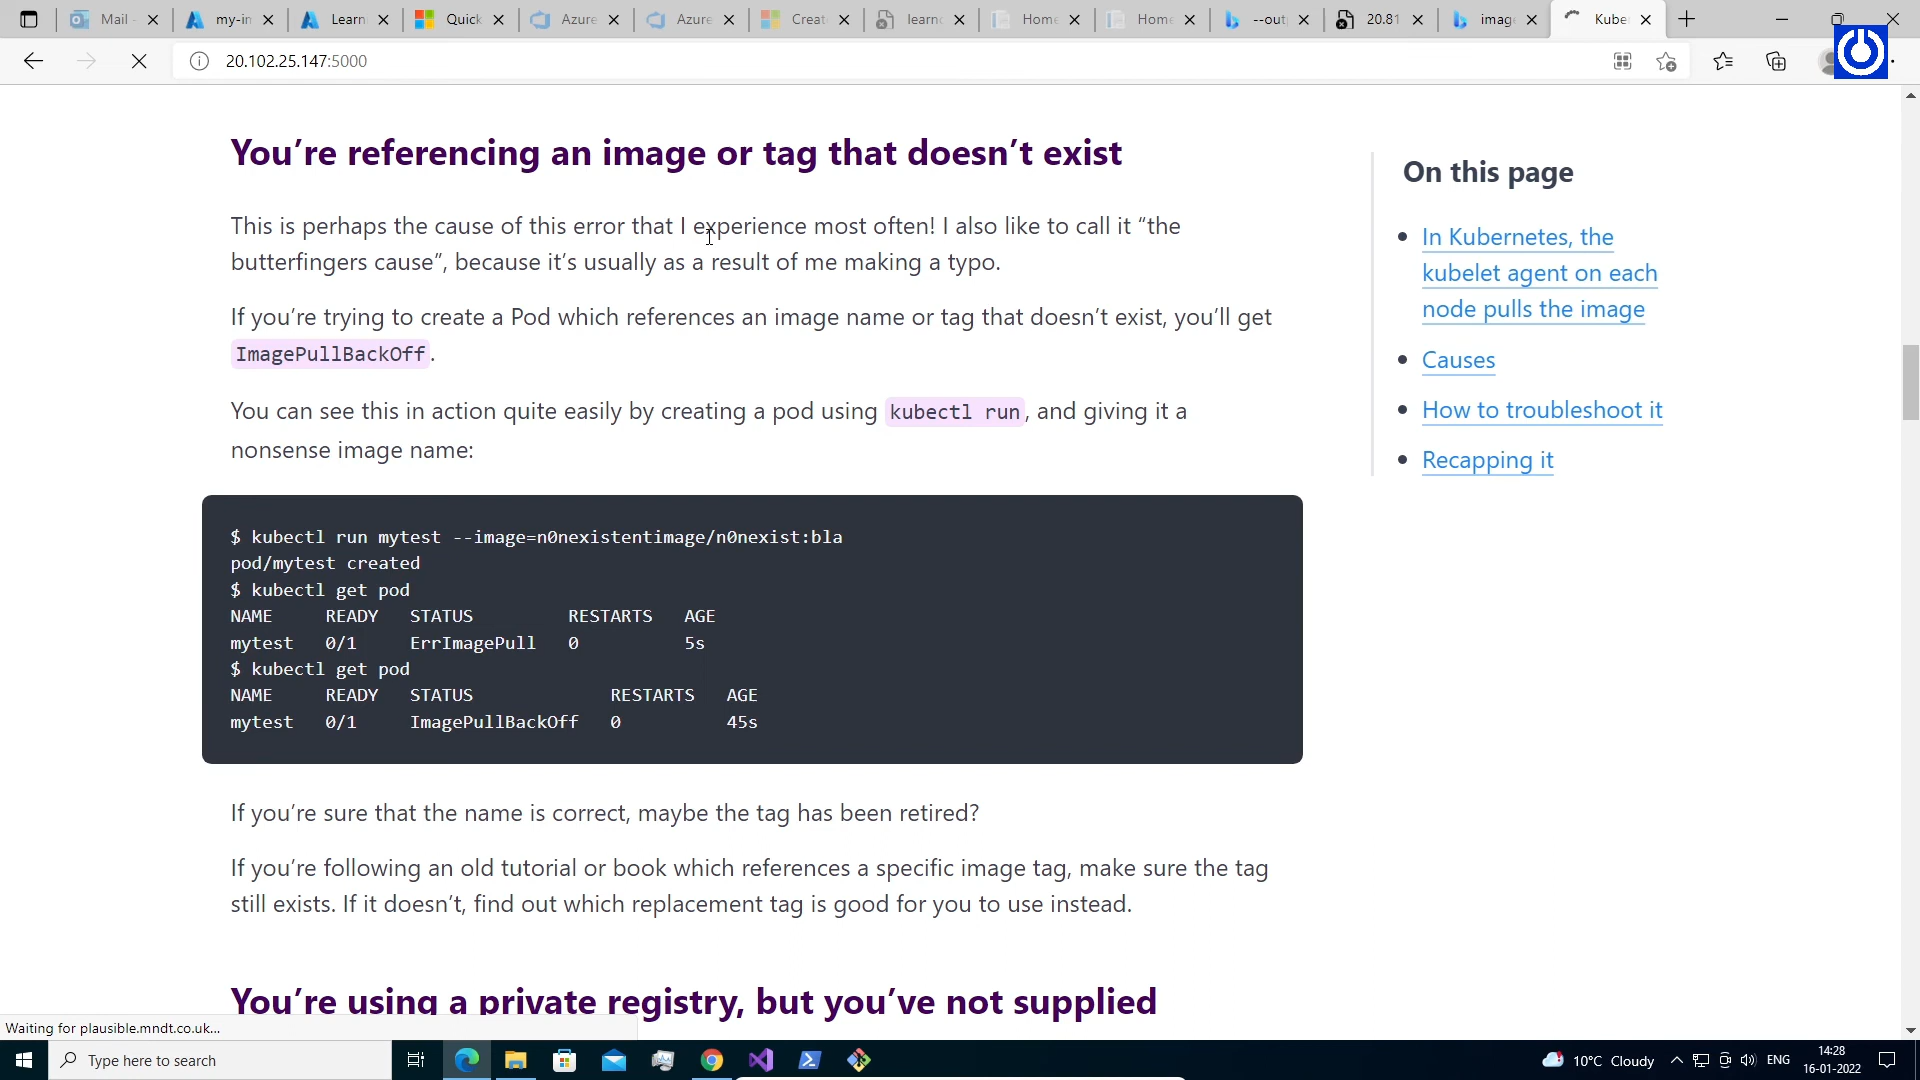 Mail -
my-in
Learn
Quick
Azure
Azure
Creat
learn
Home
Home
--out
20.81
imag
Kube
20.102.25.147:5000
You’re referencing an image or tag that doesn’t exist
This is perhaps the cause of this error that I experience most often! I also like to call it “the
butterfingers cause”, because it’s usually as a result of me making a typo.
If you’re trying to create a Pod which references an image name or tag that doesn’t exist, you’ll get
ImagePullBackOff.
You can see this in action quite easily by creating a pod using kubectl run, and giving it a
nonsense image name:
$ kubectl run mytest --image=n0nexistentimage/n0nexist:bla
pod/mytest created
$ kubectl get pod
NAME READY STATUS RESTARTS AGE
mytest 0/1 ErrImagePull 0 5s
$ kubectl get pod
NAME READY STATUS RESTARTS AGE
mytest 0/1 ImagePullBackOff 0 45s
If you’re sure that the name is correct, maybe the tag has been retired?
If you’re following an old tutorial or book which references a specific image tag, make sure the tag
still exists. If it doesn’t, find out which replacement tag is good for you to use instead.
You’re using a private registry, but you’ve not supplied
On this page
In Kubernetes, the
kubelet agent on each
node pulls the image
Causes
How to troubleshoot it
Recapping it
Waiting for plausible.mndt.co.uk...
Type here to search
10°C Cloudy
ENG
14:28
16-01-2022